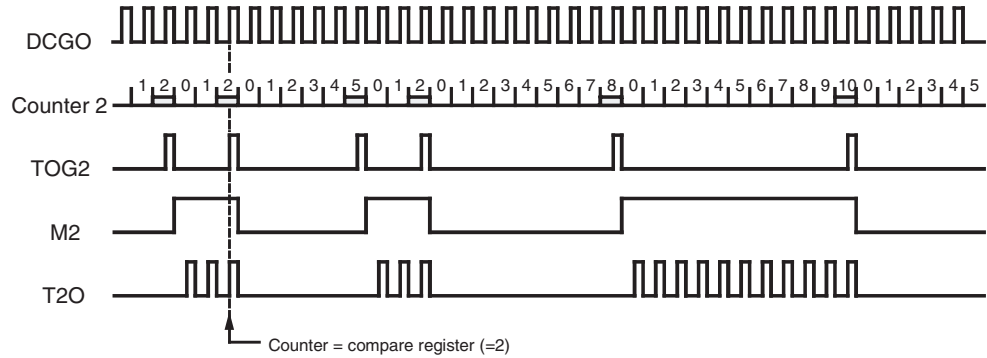 DCGO
Counter 2 1 2 0 1 2 0 1 2 3 4 5 0 1 2 0 1 2 3 4 5 6 7 8 0 1 2 3 4 5 6 7 8 9 10 0 1 2 3 4 5
TOG2
M2
T2O
Counter = compare register (=2)